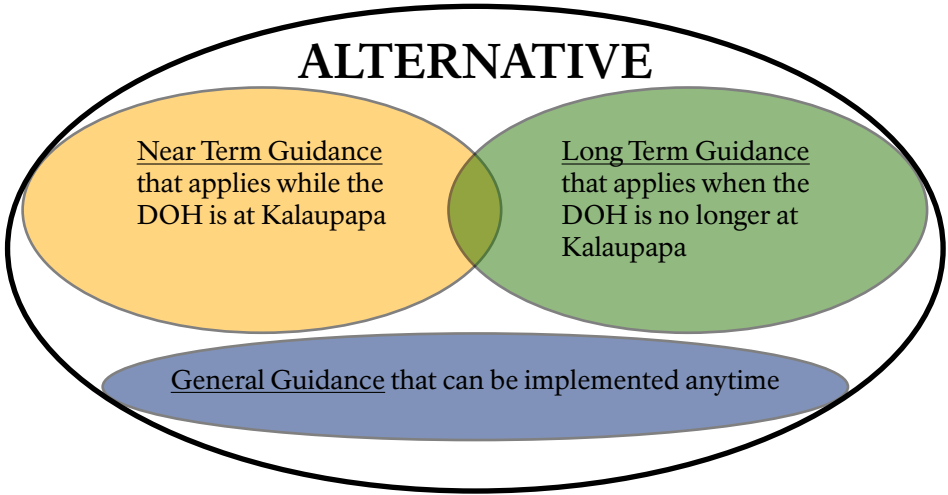 ALTERNATIVE
Near Term Guidance
that applies while the
DOH is at Kalaupapa
Long Term Guidance
that applies when the
DOH is no longer at
Kalaupapa
General Guidance that can be implemented anytime